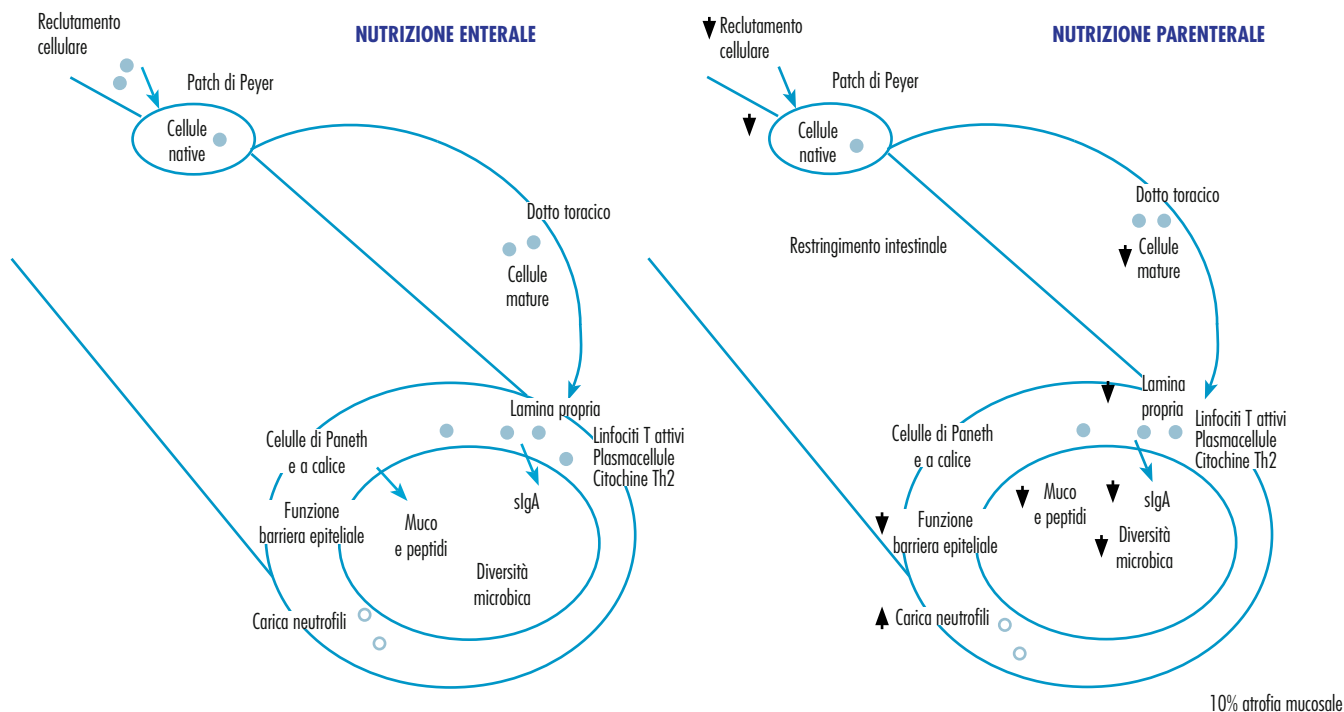 NUTRIZIONE ENTERALE
Reclutamento
cellulare
Patch di Peyer
Cellule
native
Dotto toracico
Cellule
mature
Lamina propria
Linfociti T attivi
Plasmacellule
Citochine Th2
Celulle di Paneth
e a calice
sIgA
Funzione
barriera epiteliale
Muco
e peptidi
Diversità
microbica
Carica neutrofili
NUTRIZIONE PARENTERALE
Reclutamento
cellulare
Patch di Peyer
Cellule
native
Dotto toracico
Cellule
mature
Restringimento intestinale
Lamina
propria
Linfociti T attivi
Plasmacellule
Citochine Th2
Celulle di Paneth
e a calice
Muco
e peptidi
sIgA
Funzione
barriera epiteliale
Diversità
microbica
Carica neutrofili
10% atrofia mucosale